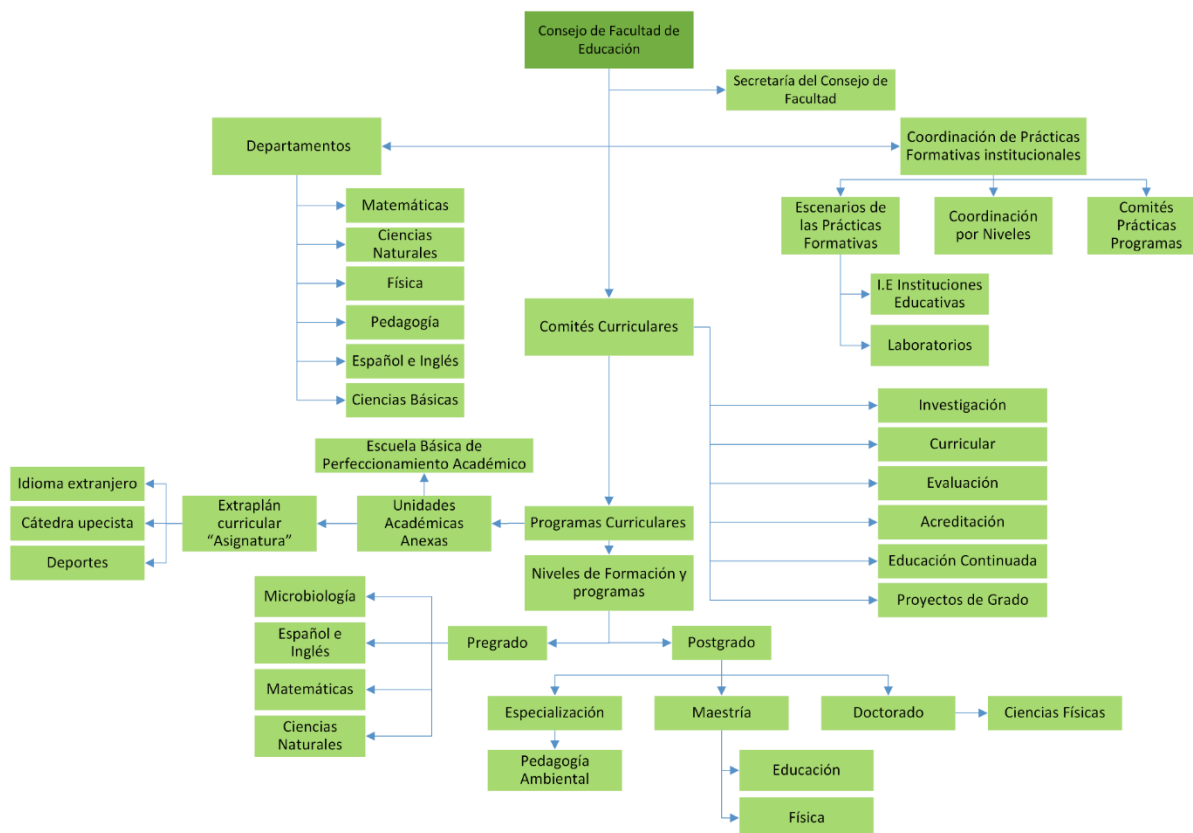 Consejo de Facultad de
Educación
Secretaría del Consejo de
Facultad
Departamentos
Coordinación de Prácticas
Formativas institucionales
Matemáticas
Ciencias
Naturales
Física
Pedagogía
Español e Inglés
Ciencias Básicas
Escenarios de
las Prácticas
Formativas
Coordinación
por Niveles
Comités
Prácticas
Programas
I.E Instituciones
Educativas
Laboratorios
Comités Curriculares
Investigación
Curricular
Evaluación
Acreditación
Educación Continuada
Proyectos de Grado
Escuela Básica de
Perfeccionamiento Académico
Idioma extranjero
Cátedra upecista
Deportes
Extraplán
curricular
“Asignatura”
Unidades
Académicas
Anexas
Programas Curriculares
Niveles de Formación y
programas
Microbiología
Español e
Inglés
Matemáticas
Ciencias
Naturales
Pregrado
Postgrado
Especialización
Maestría
Doctorado
Ciencias Físicas
Pedagogía
Ambiental
Educación
Física